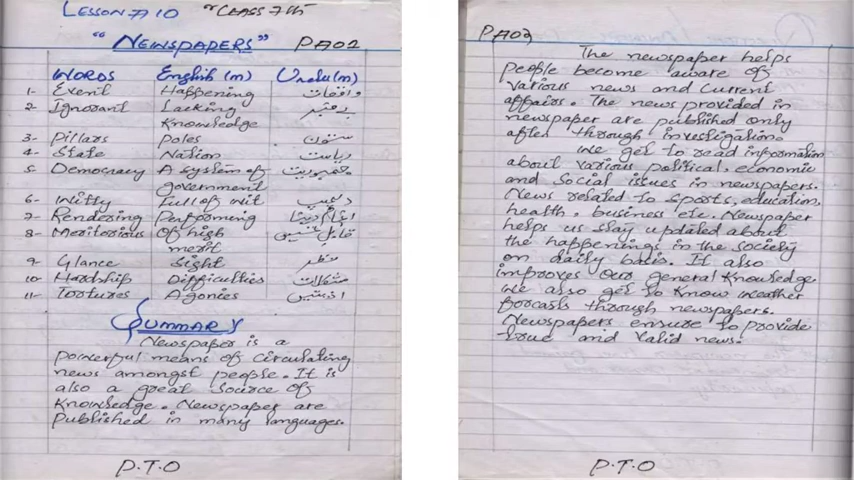 LESSON # 10 "CLASS 7th"
"NEWSPAPERS" PA02
WORDS English (m) Urdu (m)
1- Event Happening واقعات
2- Ignorant Lacking Knowledge بے خبر
3- Pillars Poles ستون
4- State Nation ریاست
5- Democracy A system of government جمہوریت
6- Witty Full of wit دلچسپ
7- Rendering Performing انجام دینا
8- Meritorious Of high merit
9- Glance Sight نظر
10- Hardship Difficulties مشکلات
11- Tortures Agonies اذیتیں
SUMMARY
Newspaper is a
powerful means of circulating
news amongst people. It is
also a great source of
Knowledge. Newspaper are
published in many languages.
P.T.O
PA03
The newspaper helps
people become aware of
various news and current
affairs. The news provided in
newspaper are published only
after through investigation.
We get to read information
about various political, economic
and Social issues in newspapers.
News related to sports, education,
health, business etc. Newspaper
helps us stay updated about
the happenings in the society
on daily basis. It also
improves our general Knowledge.
We also get to know weather
forcasts through newspapers.
Newspapers ensure to provide
true and valid news.
P.T.O